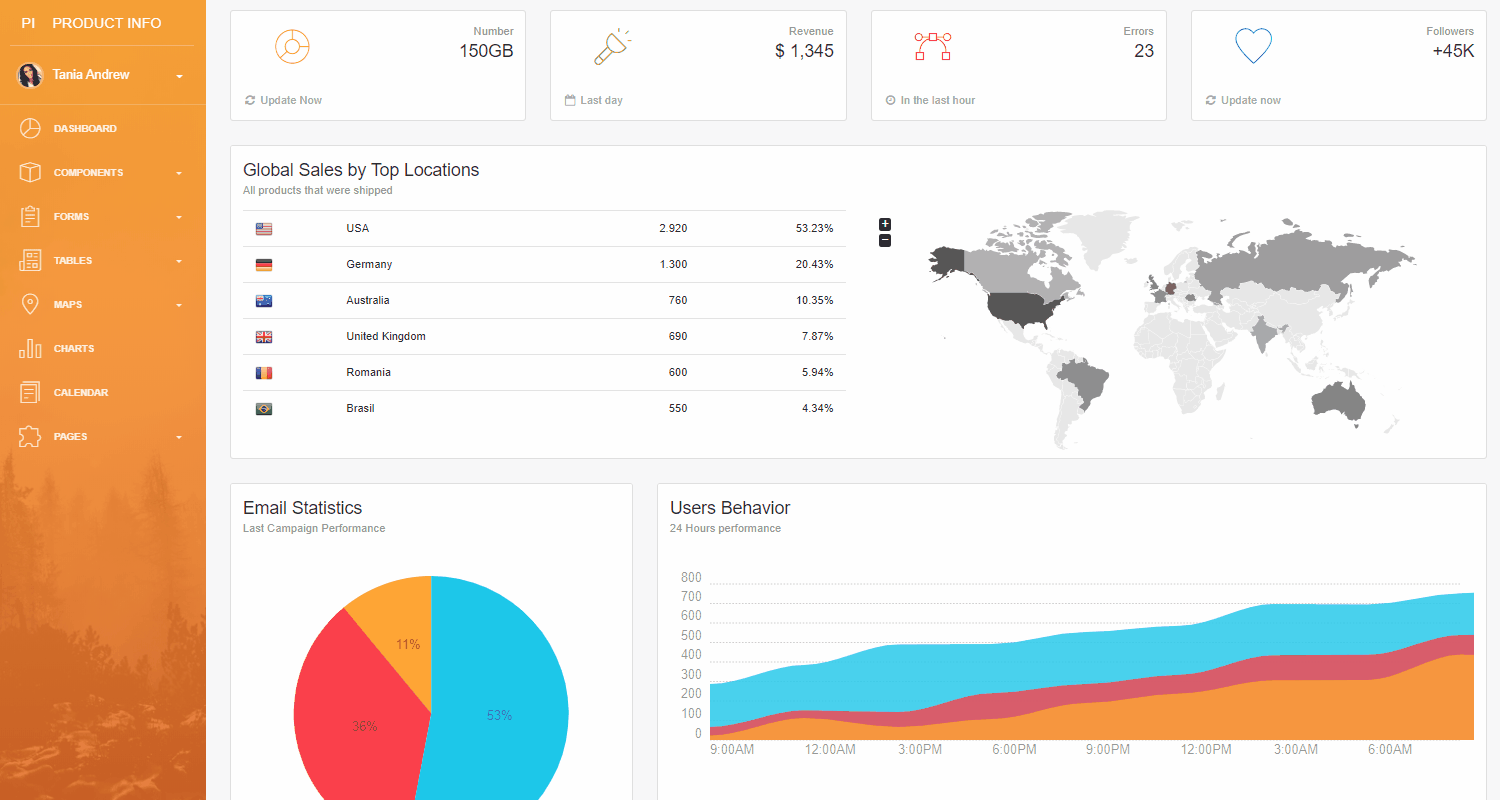 PI PRODUCT INFO
Tania Andrew
DASHBOARD
COMPONENTS
FORMS
TABLES
MAPS
CHARTS
CALENDAR
PAGES
Number
150GB
Update Now
Revenue
$ 1,345
Last day
Errors
23
In the last hour
Followers
+45K
Update now
Global Sales by Top Locations
All products that were shipped
USA 2.920 53.23%
Germany 1.300 20.43%
Australia 760 10.35%
United Kingdom 690 7.87%
Romania 600 5.94%
Brasil 550 4.34%
+
−
Email Statistics
Last Campaign Performance
11%
36%
53%
Users Behavior
24 Hours performance
800
700
600
500
400
300
200
100
0
9:00AM 12:00AM 3:00PM 6:00PM 9:00PM 12:00PM 3:00AM 6:00AM